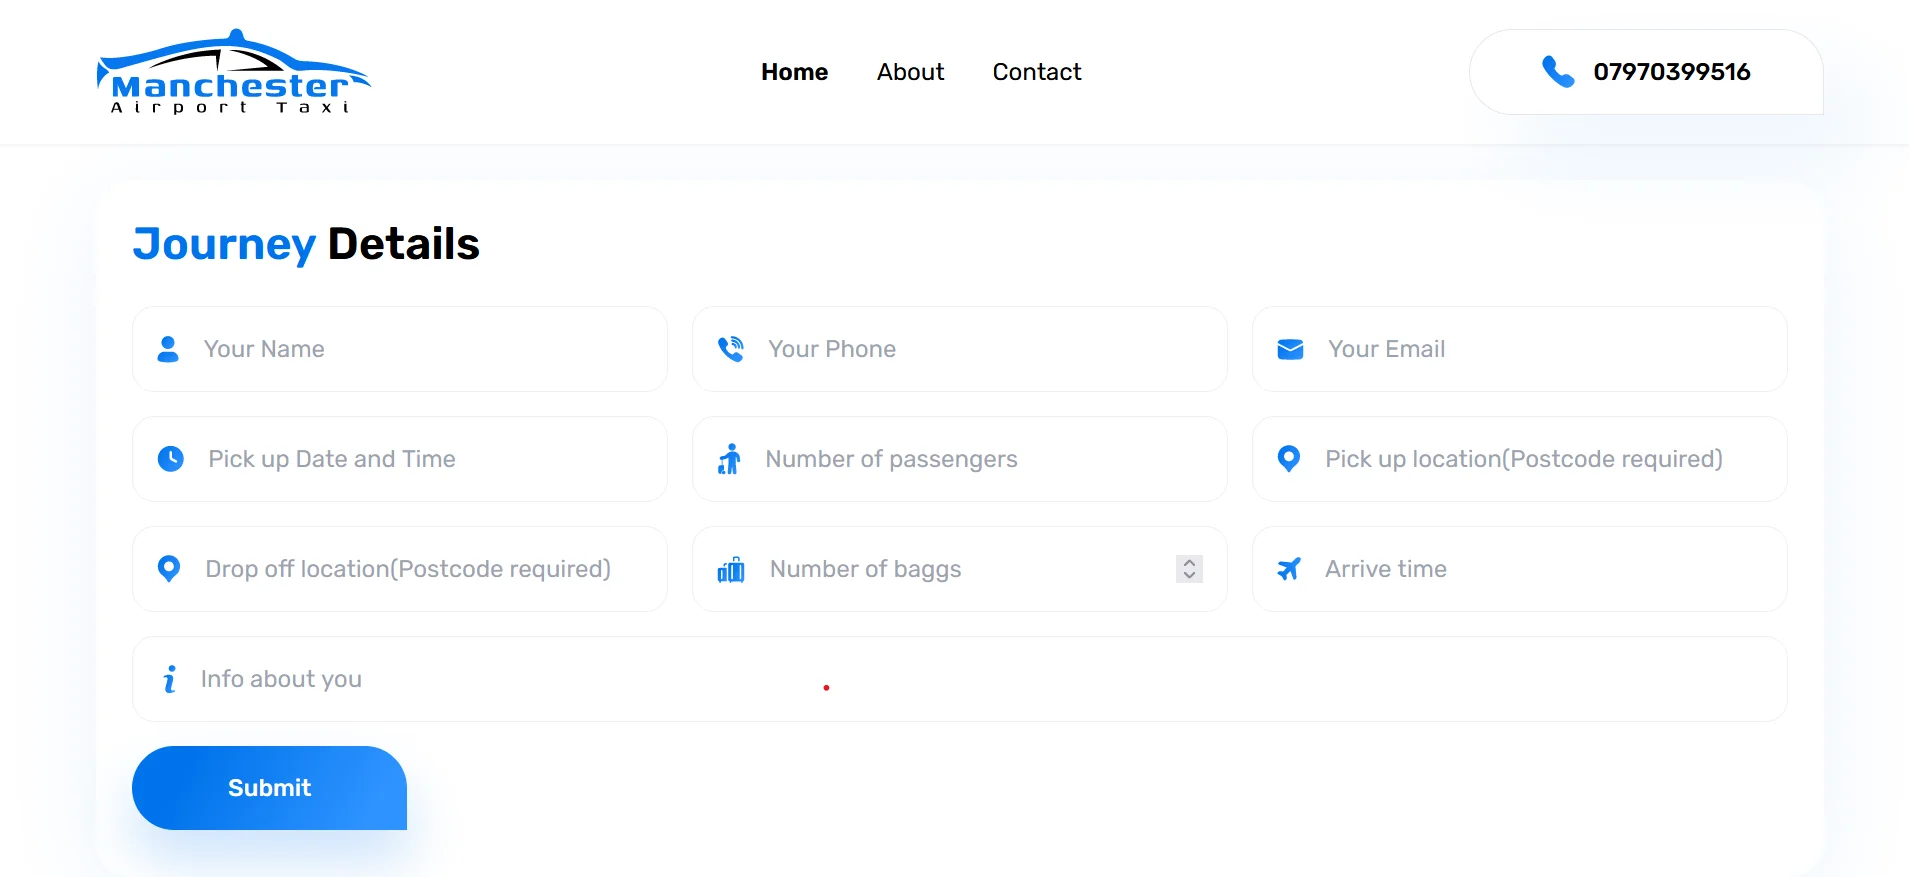 Manchester
Airport Taxi
Home About Contact
07970399516
Journey Details
Your Name
Your Phone
Your Email
Pick up Date and Time
Number of passengers
Pick up location(Postcode required)
Drop off location(Postcode required)
Number of baggs
Arrive time
Info about you
Submit